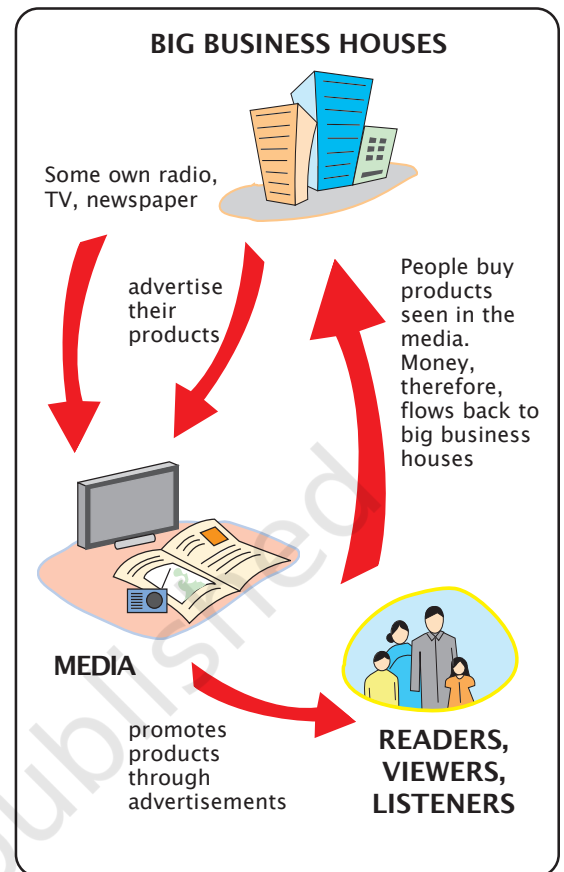 BIG BUSINESS HOUSES
Some own radio,
TV, newspaper
advertise
their
products
People buy
products
seen in the
media.
Money,
therefore,
flows back to
big business
houses
MEDIA
promotes
products
through
advertisements
READERS,
VIEWERS,
LISTENERS
published